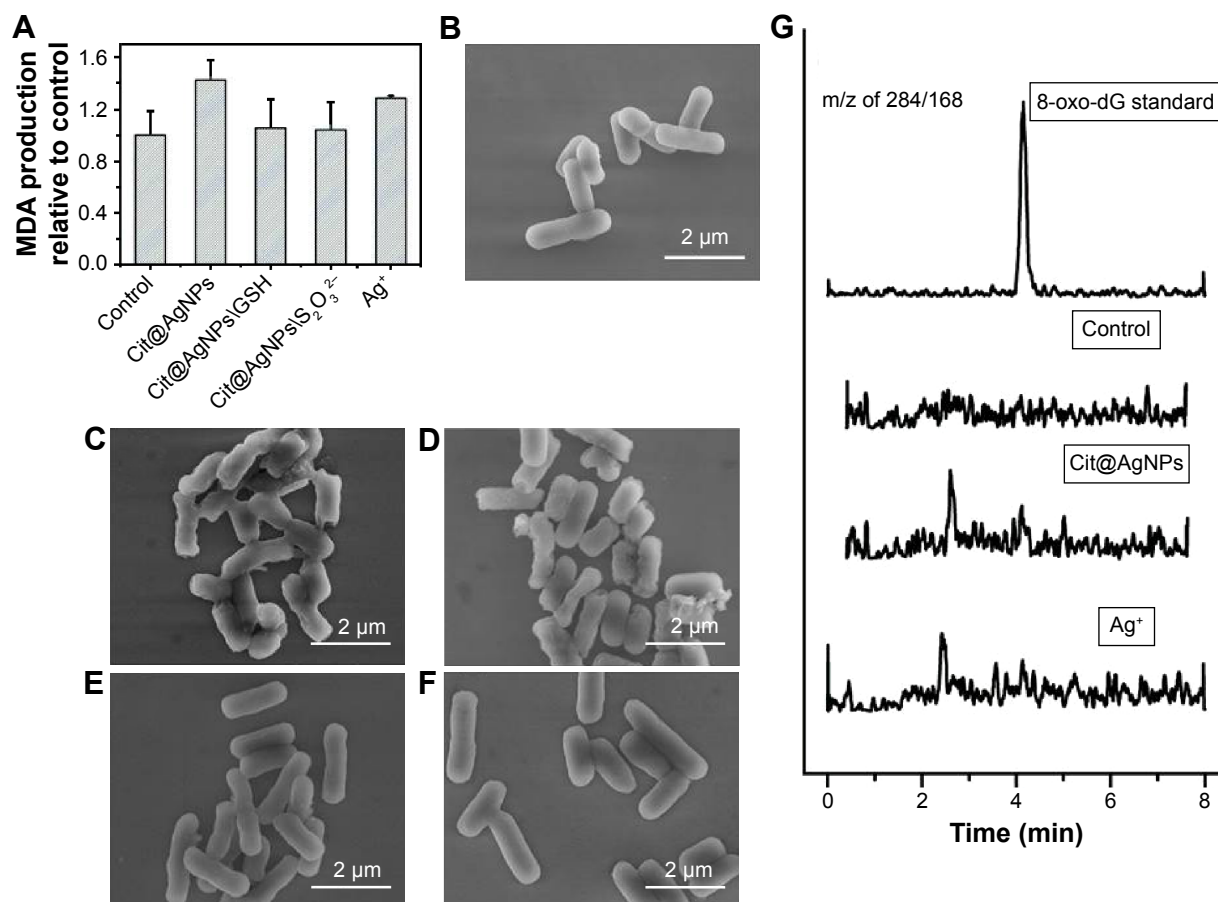 A
MDA production
relative to control
1.6
1.2
0.8
0.4
0.0
Control
Cit@AgNPs
Cit@AgNPs\GSH
Cit@AgNPs\S₂O₃²⁻
Ag⁺
B
2 µm
C
2 µm
D
2 µm
E
2 µm
F
2 µm
G
m/z of 284/168
8-oxo-dG standard
Control
Cit@AgNPs
Ag⁺
0 2 4 6 8
Time (min)